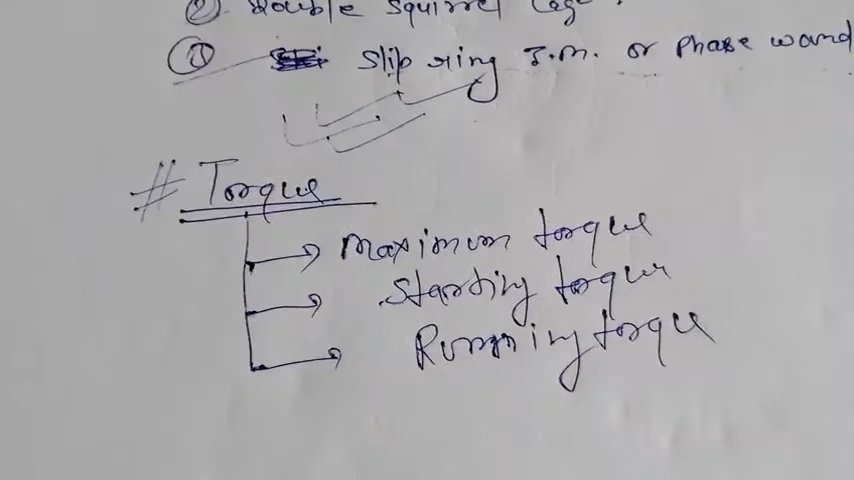 ② Double Squirrel Cage.
① Slip ring I.M. or Phase wound
# Torque
Maximum torque
Starting torque
Running torque